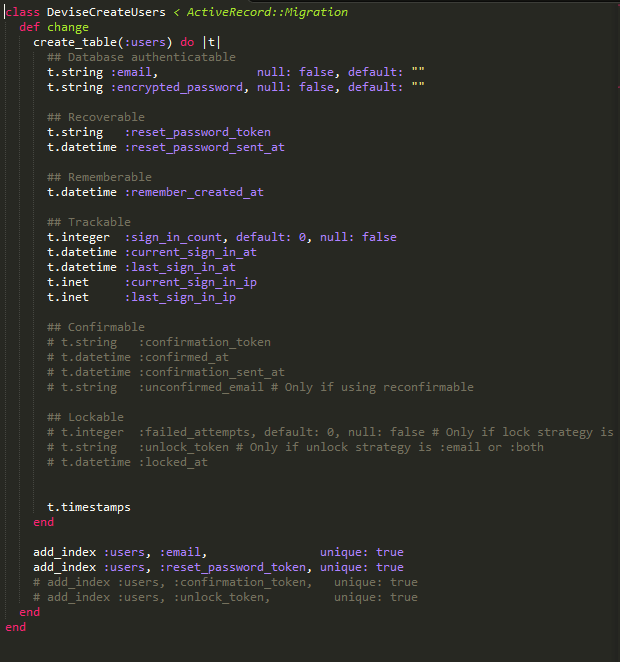 class DeviseCreateUsers < ActiveRecord::Migration
  def change
    create_table(:users) do |t|
      ## Database authenticatable
      t.string :email,              null: false, default: ""
      t.string :encrypted_password, null: false, default: ""

      ## Recoverable
      t.string   :reset_password_token
      t.datetime :reset_password_sent_at

      ## Rememberable
      t.datetime :remember_created_at

      ## Trackable
      t.integer  :sign_in_count, default: 0, null: false
      t.datetime :current_sign_in_at
      t.datetime :last_sign_in_at
      t.inet     :current_sign_in_ip
      t.inet     :last_sign_in_ip

      ## Confirmable
      # t.string   :confirmation_token
      # t.datetime :confirmed_at
      # t.datetime :confirmation_sent_at
      # t.string   :unconfirmed_email # Only if using reconfirmable

      ## Lockable
      # t.integer  :failed_attempts, default: 0, null: false # Only if lock strategy is
      # t.string   :unlock_token # Only if unlock strategy is :email or :both
      # t.datetime :locked_at


      t.timestamps
    end

    add_index :users, :email,                unique: true
    add_index :users, :reset_password_token, unique: true
    # add_index :users, :confirmation_token,   unique: true
    # add_index :users, :unlock_token,         unique: true
  end
end